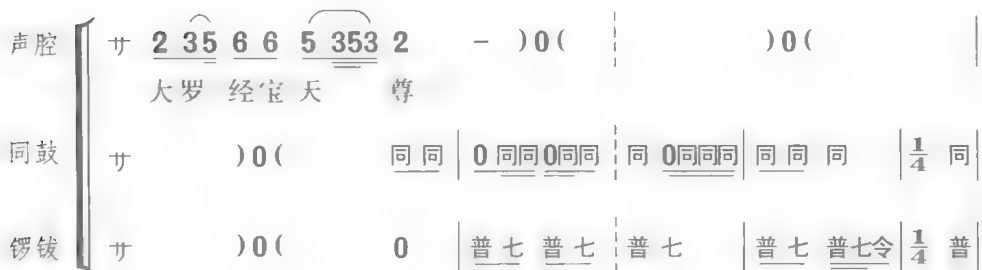 声腔 サ 2 35 6 6 5 353 2 - )0( )0(
大罗 经宝天 尊
同鼓 サ )0( 同 同 0 同同 0同同 同 0同同同 同 同 同 1/4 同
锣钹 サ )0( 0 普 七 普 七 普 七 普 七 普七令 1/4 普